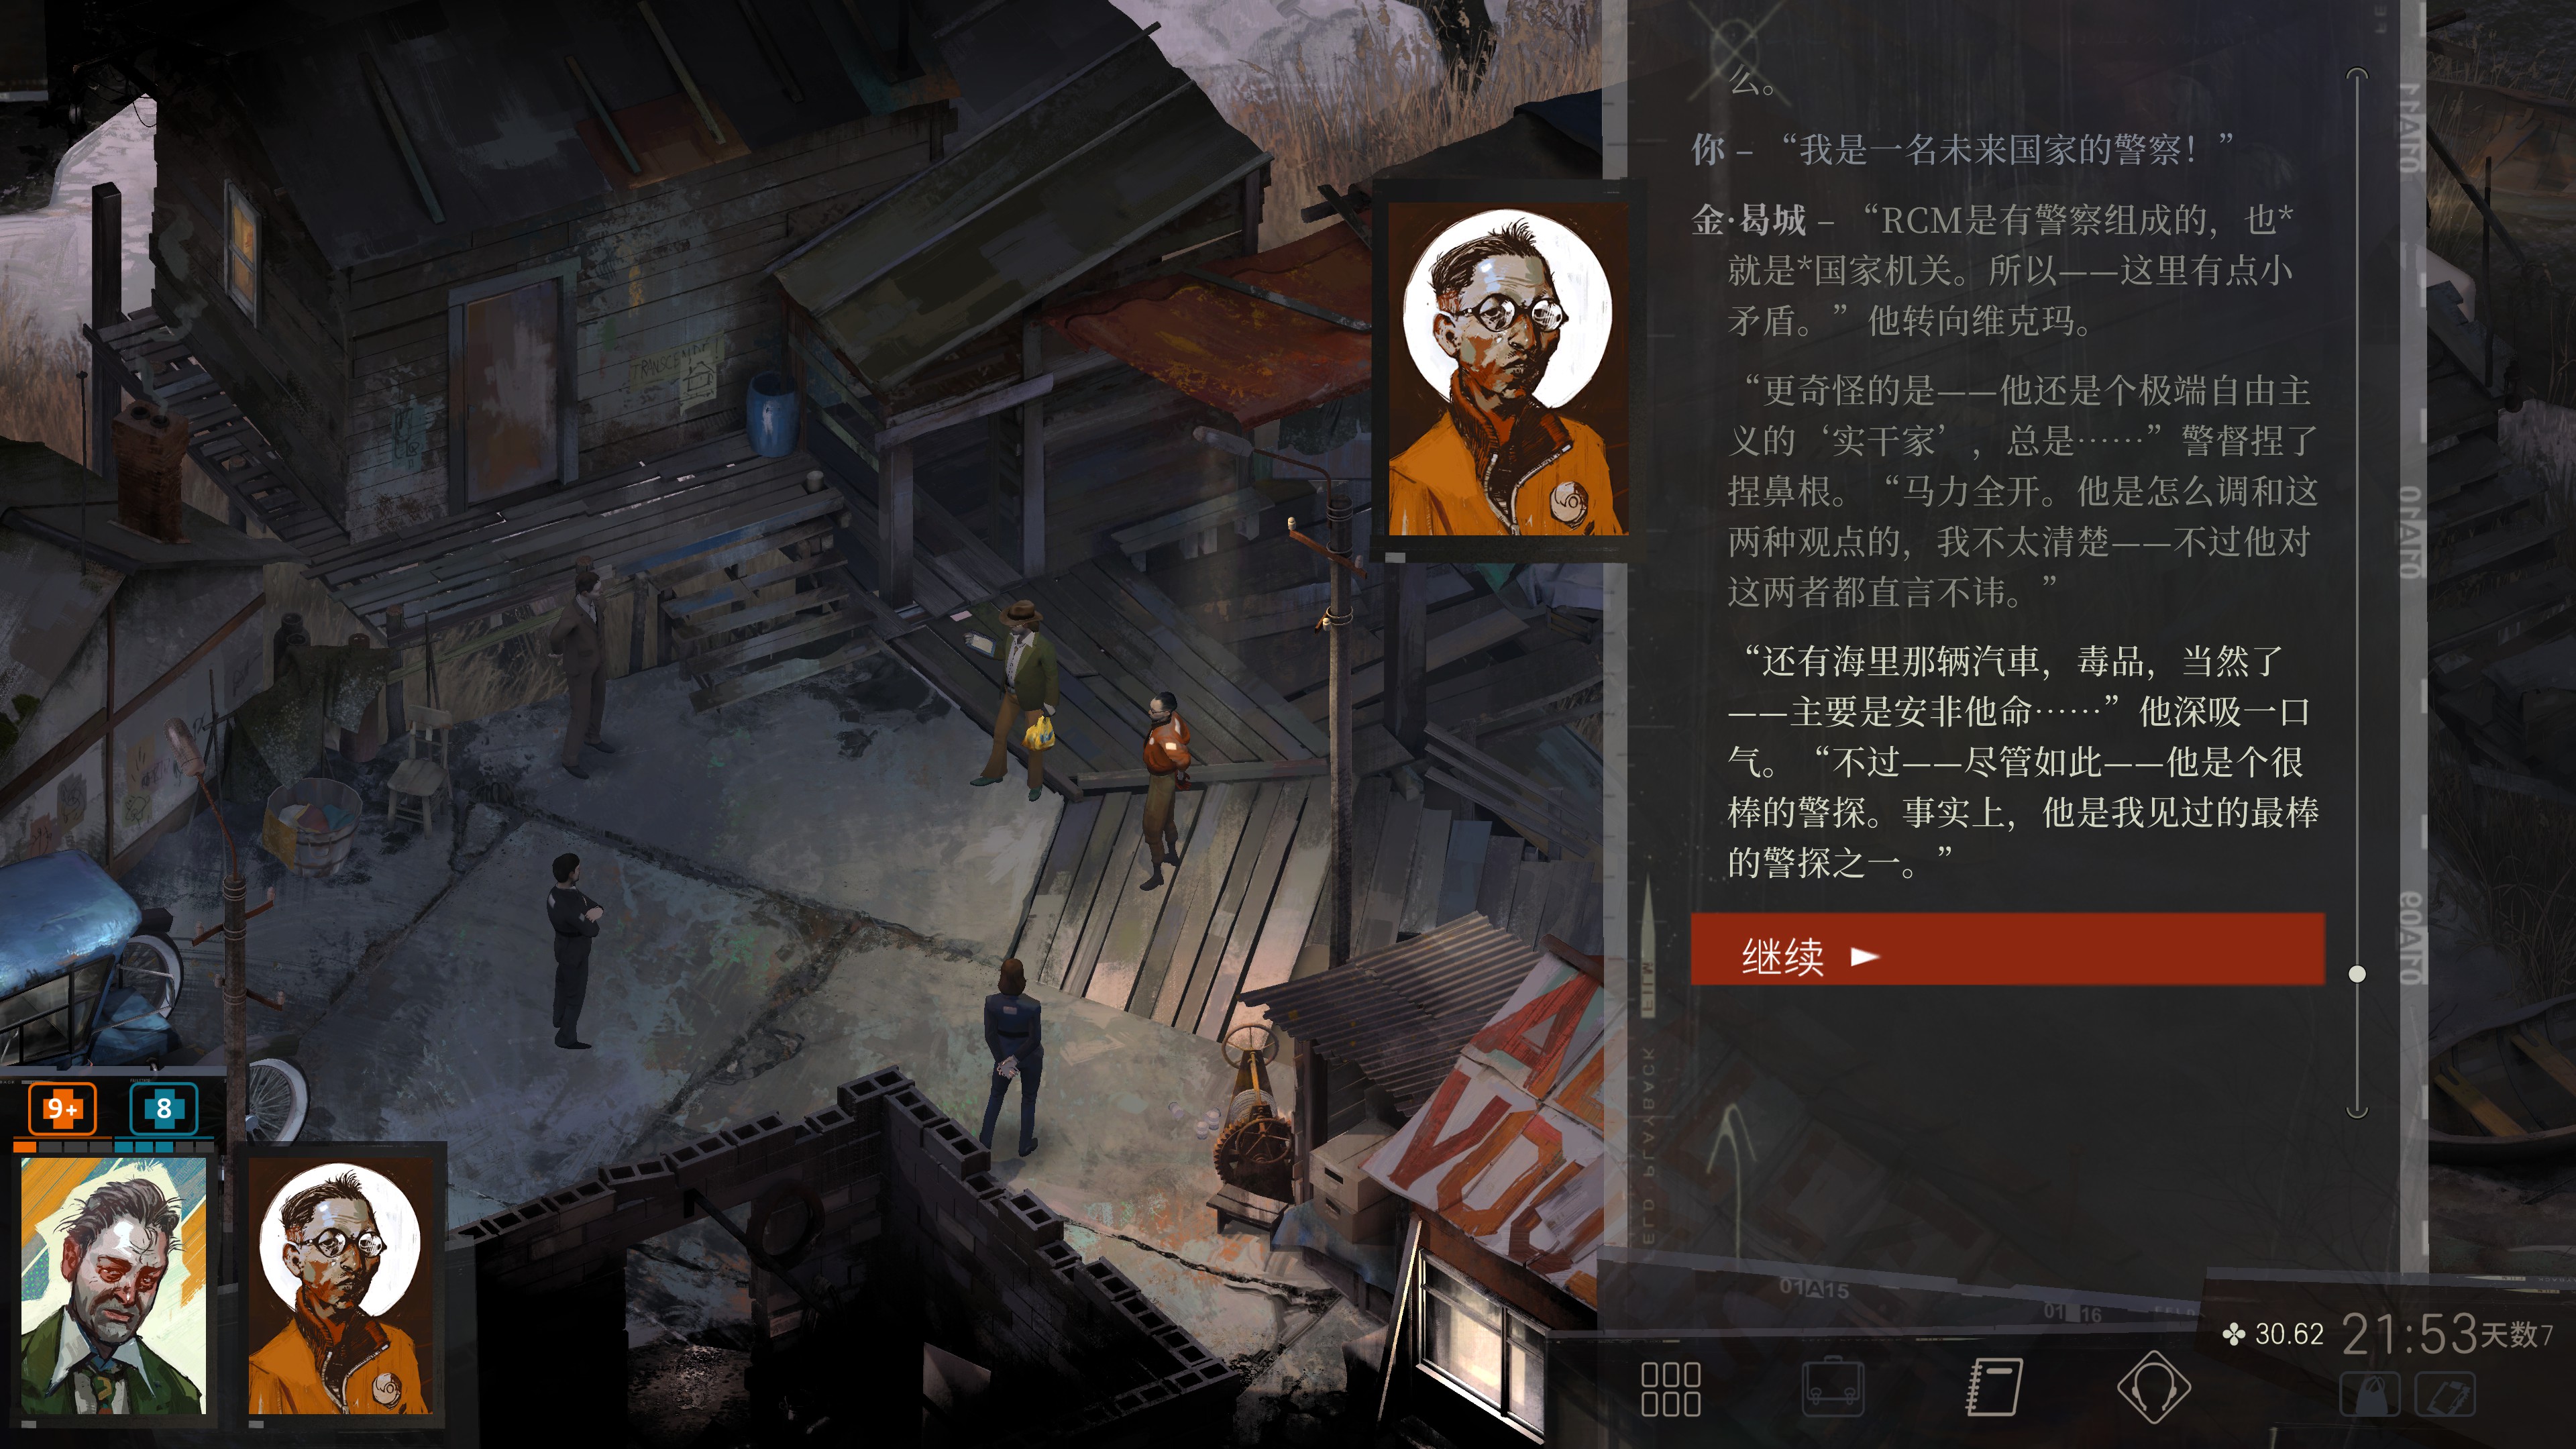 么。
你 – “我是一名未来国家的警察！”
金·曷城 – “RCM是有警察组成的，也*
就是*国家机关。所以——这里有点小
矛盾。”他转向维克玛。
“更奇怪的是——他还是个极端自由主
义的‘实干家’，总是……”警督捏了
捏鼻根。“马力全开。他是怎么调和这
两种观点的，我不太清楚——不过他对
这两者都直言不讳。”
“还有海里那辆汽車，毒品，当然了
——主要是安非他命……”他深吸一口
气。“不过——尽管如此——他是个很
棒的警探。事实上，他是我见过的最棒
的警探之一。”
继续
9+
8
01A15
30.62
21:53天数7
FIELD PLAYBACK
FILM